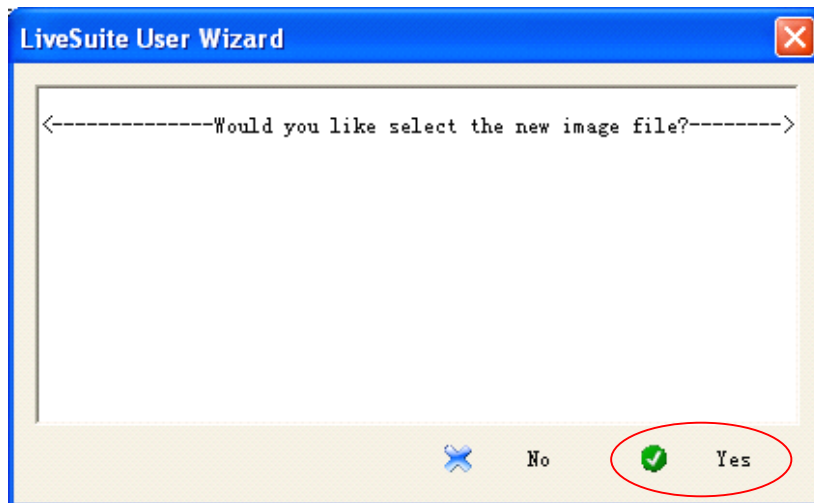 LiveSuite User Wizard
<--------------Would you like select the new image file?-------->
No
Yes